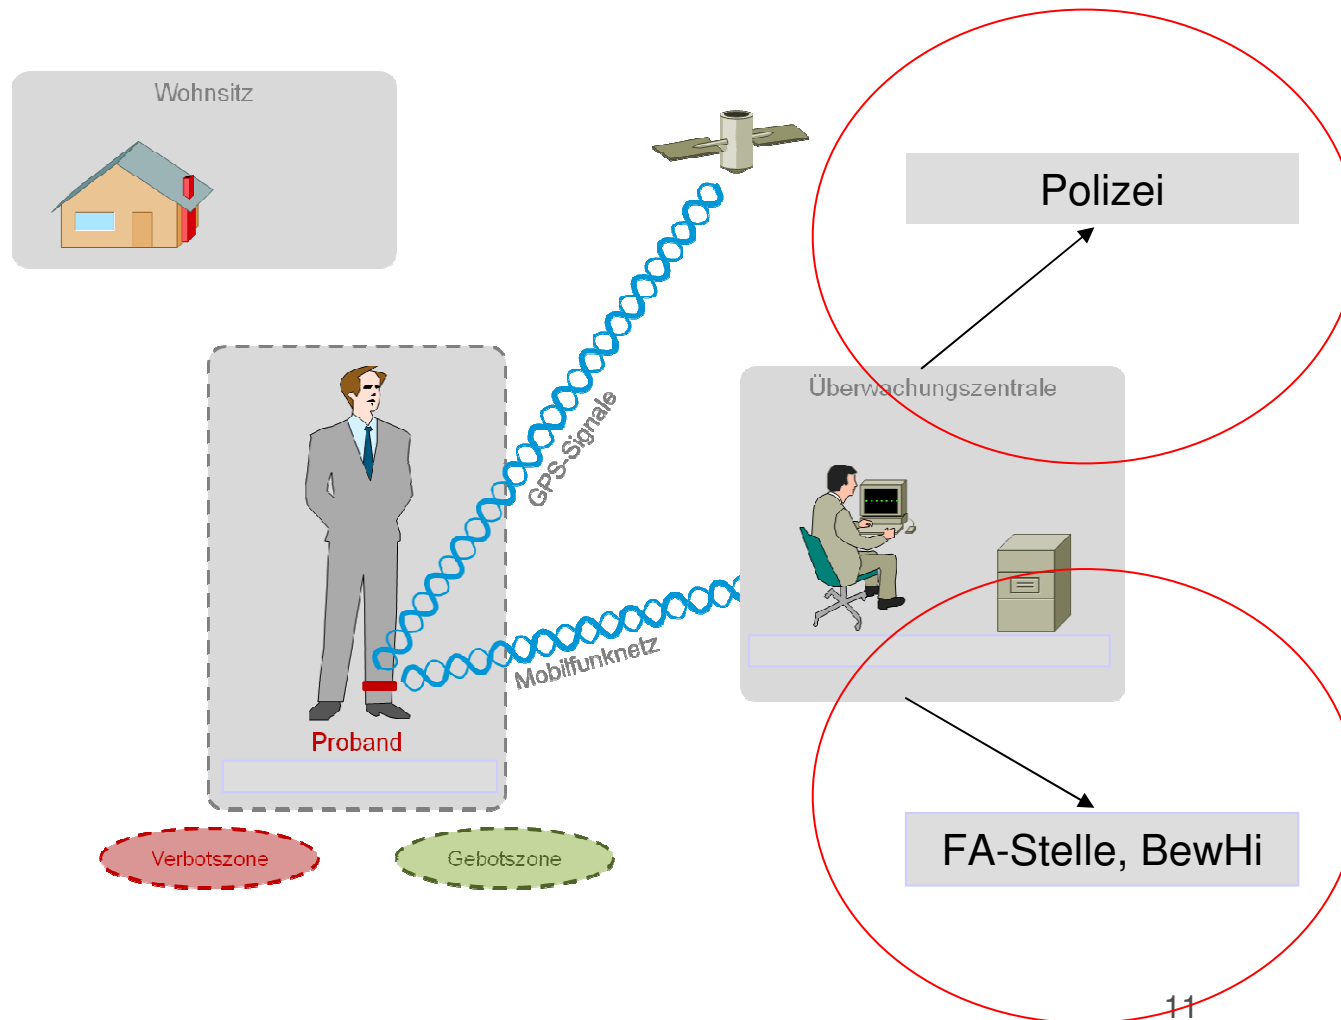 Wohnsitz
Polizei
Überwachungszentrale
GPS-Signale
Mobilfunknetz
Proband
Verbotszone
Gebotszone
FA-Stelle, BewHi
11